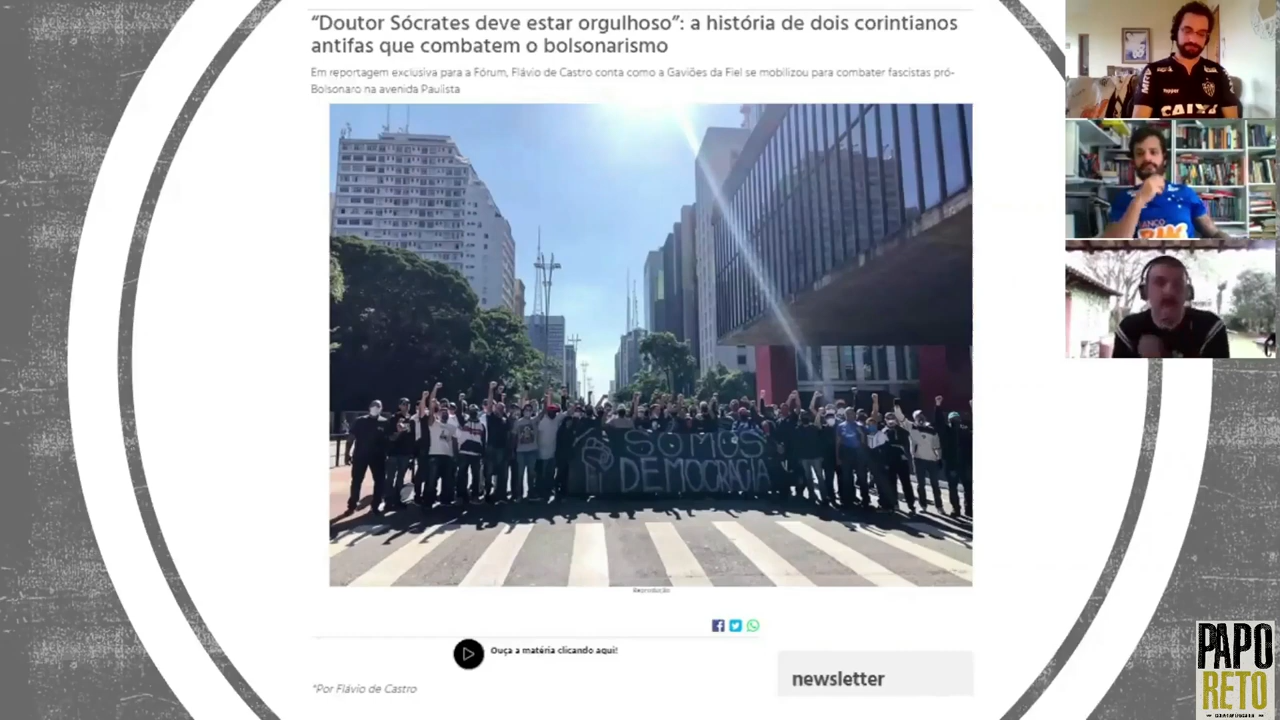 “Doutor Sócrates deve estar orgulhoso”: a história de dois corintianos
antifas que combatem o bolsonarismo
Em reportagem exclusiva para a Fórum, Flávio de Castro conta como a Gaviões da Fiel se mobilizou para combater fascistas pró-
Bolsonaro na avenida Paulista
SOMOS
DEMOCRACIA
Reprodução
Ouça a matéria clicando aqui!
newsletter
*Por Flávio de Castro
MRV
CAIXA
PAPO
RETO